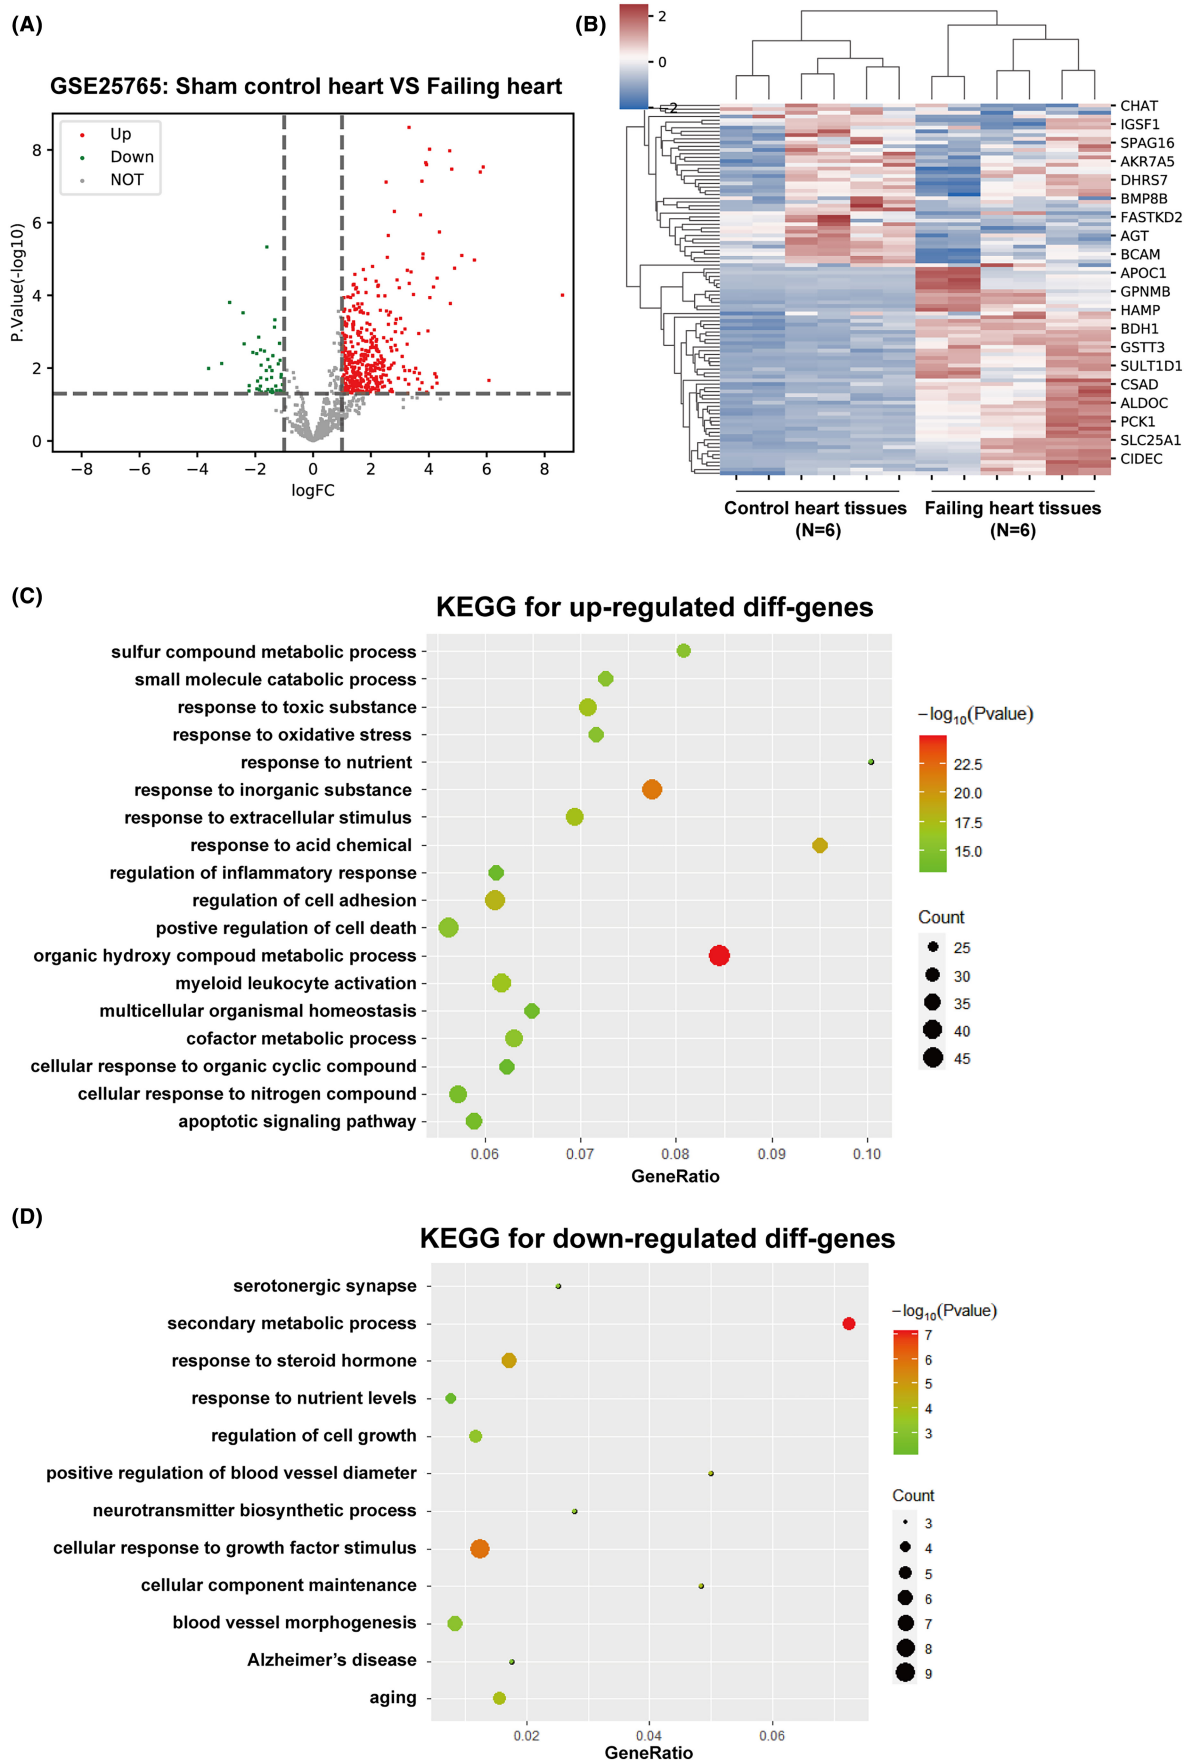 (A)
GSE25765: Sham control heart VS Failing heart
Up
Down
NOT
P.Value(-log10)
8
6
4
2
0
−8
−6
−4
−2
0
2
4
6
8
logFC
(B)
2
0
−2
CHAT
IGSF1
SPAG16
AKR7A5
DHRS7
BMP8B
FASTKD2
AGT
BCAM
APOC1
GPNMB
HAMP
BDH1
GSTT3
SULT1D1
CSAD
ALDOC
PCK1
SLC25A1
CIDEC
Control heart tissues
(N=6)
Failing heart tissues
(N=6)
(C)
KEGG for up-regulated diff-genes
sulfur compound metabolic process
small molecule catabolic process
response to toxic substance
response to oxidative stress
response to nutrient
response to inorganic substance
response to extracellular stimulus
response to acid chemical
regulation of inflammatory response
regulation of cell adhesion
postive regulation of cell death
organic hydroxy compoud metabolic process
myeloid leukocyte activation
multicellular organismal homeostasis
cofactor metabolic process
cellular response to organic cyclic compound
cellular response to nitrogen compound
apoptotic signaling pathway
0.06
0.07
0.08
0.09
0.10
GeneRatio
−log10(Pvalue)
22.5
20.0
17.5
15.0
Count
25
30
35
40
45
(D)
KEGG for down-regulated diff-genes
serotonergic synapse
secondary metabolic process
response to steroid hormone
response to nutrient levels
regulation of cell growth
positive regulation of blood vessel diameter
neurotransmitter biosynthetic process
cellular response to growth factor stimulus
cellular component maintenance
blood vessel morphogenesis
Alzheimer’s disease
aging
0.02
0.04
0.06
GeneRatio
−log10(Pvalue)
7
6
5
4
3
Count
3
4
5
6
7
8
9